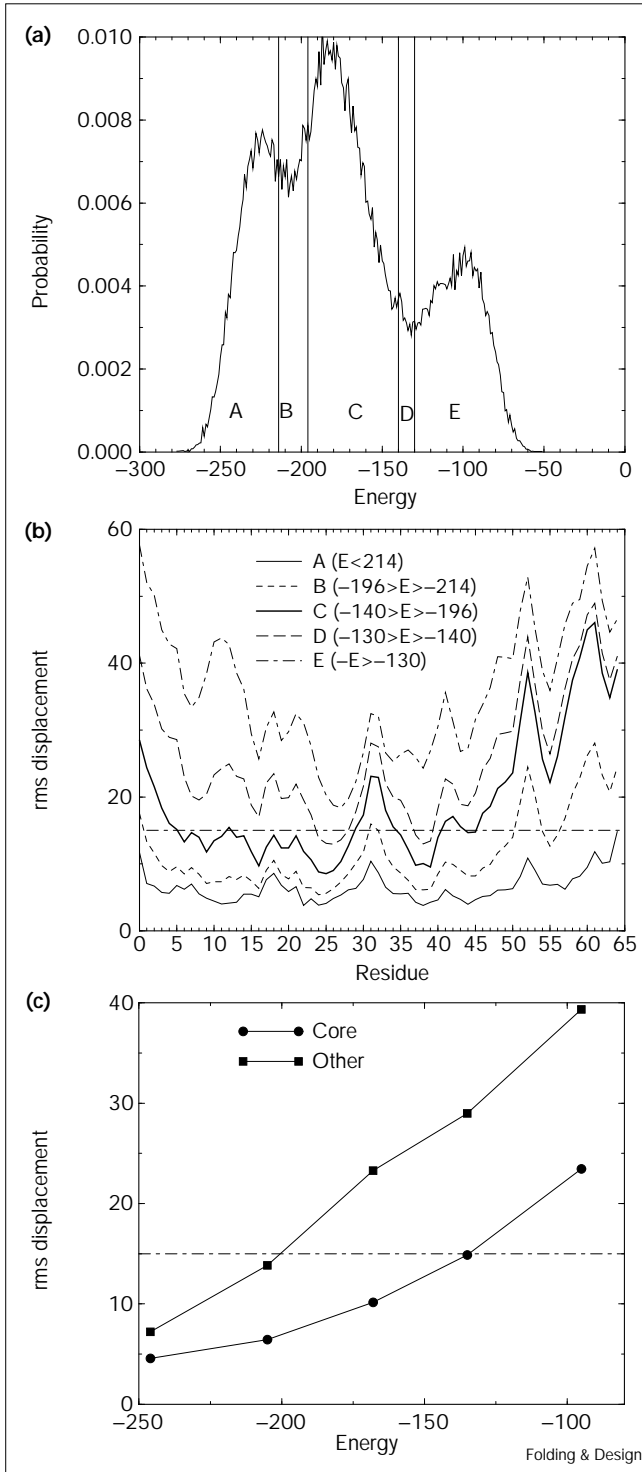 (a)
0.010
0.008
0.006
0.004
0.002
0.000
Probability
A B C D E
−300 −250 −200 −150 −100 −50 0
Energy
(b)
60
40
20
0
rms displacement
A (E<214)
B (−196>E>−214)
C (−140>E>−196)
D (−130>E>−140)
E (−E>−130)
0 5 10 15 20 25 30 35 40 45 50 55 60 65
Residue
(c)
40
30
20
10
0
rms displacement
Core
Other
−250 −200 −150 −100
Energy
Folding & Design